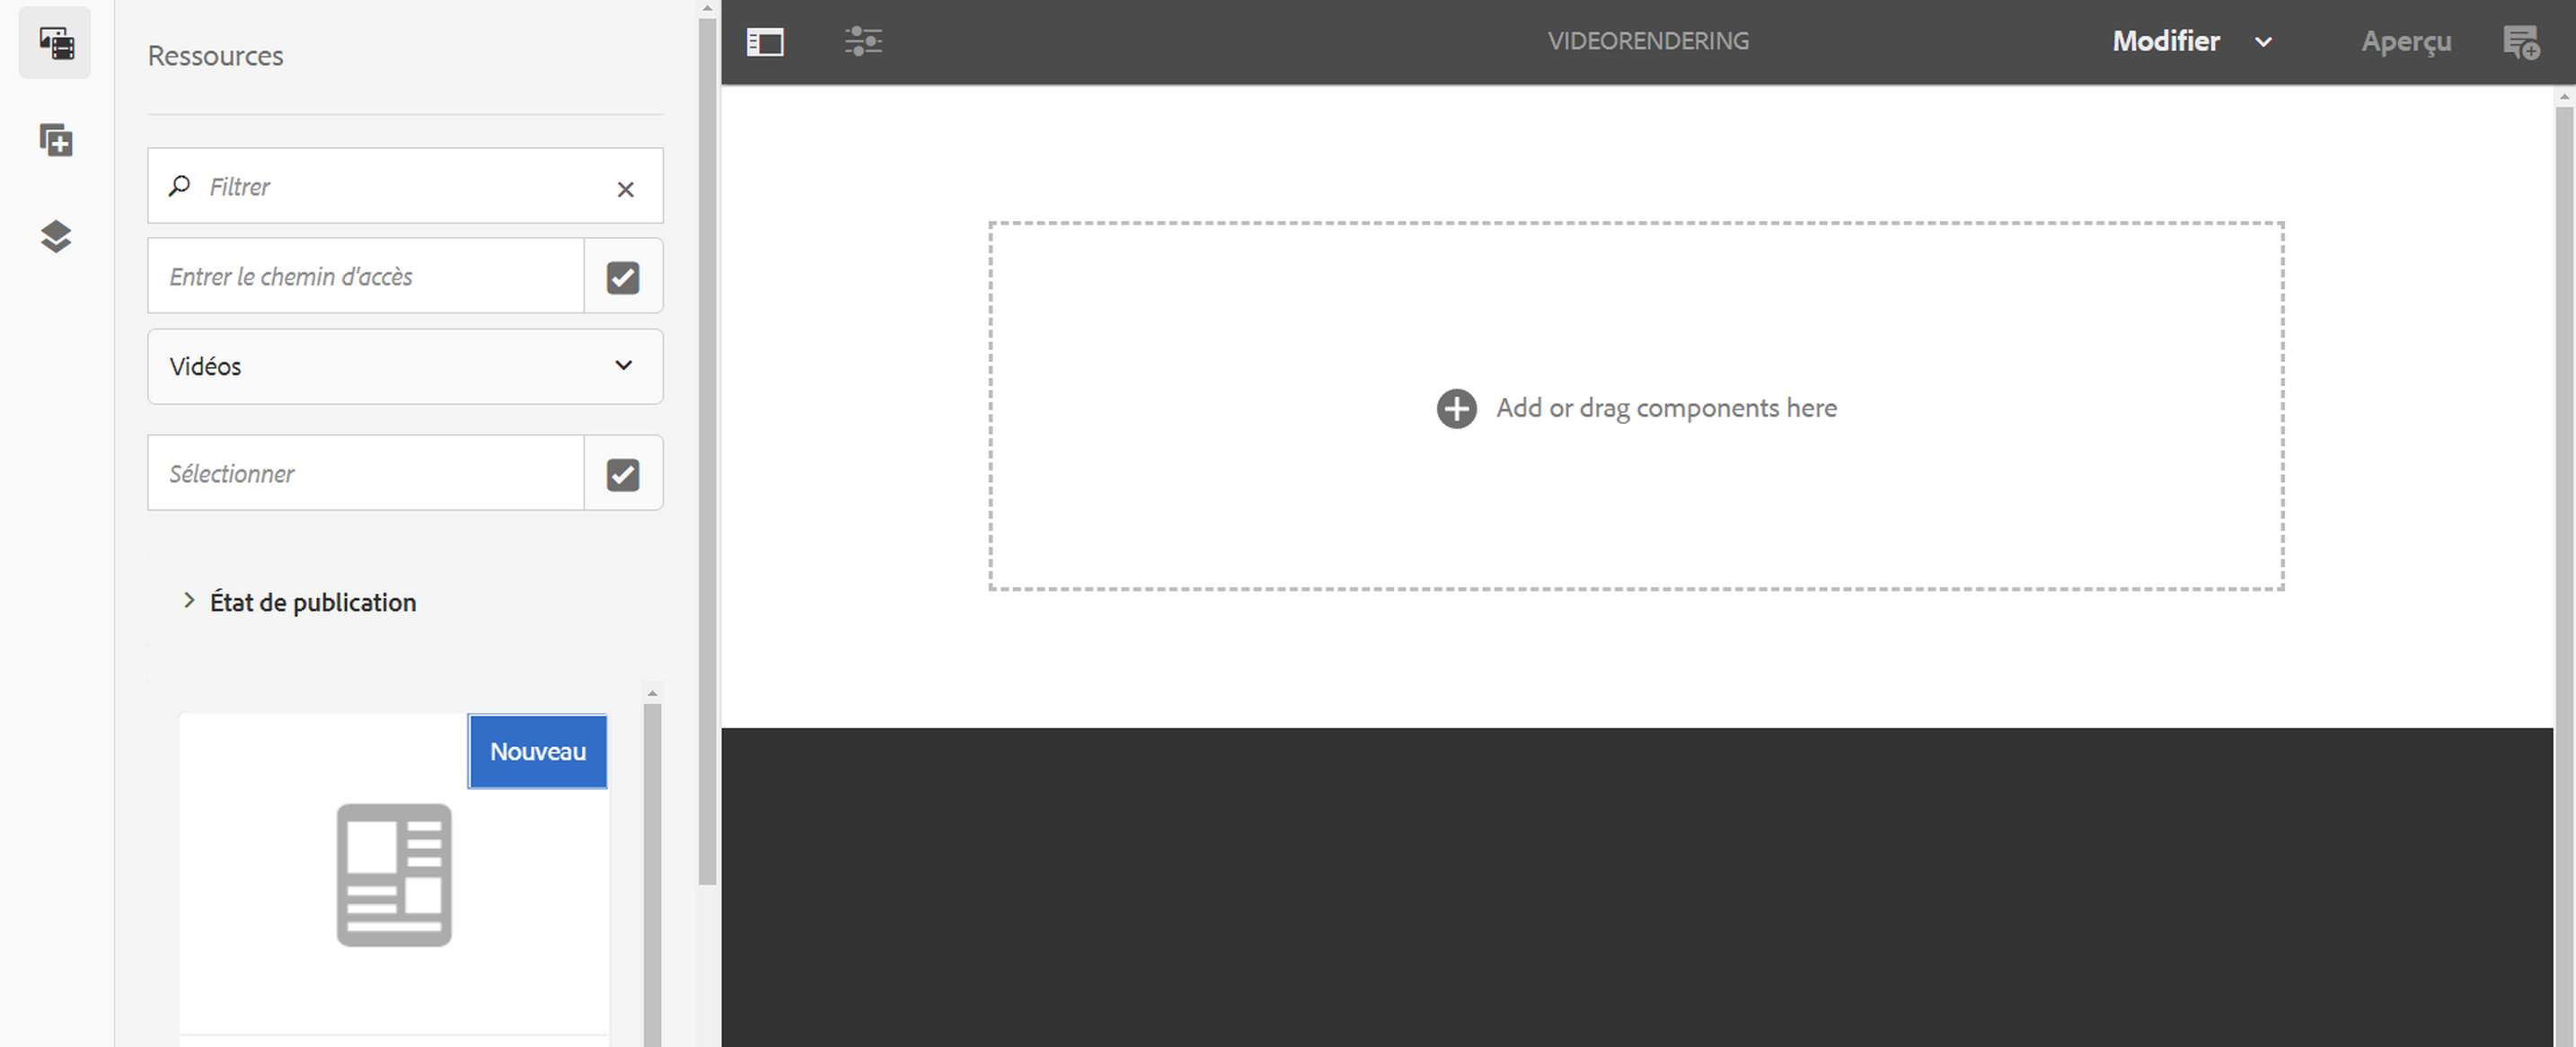 Ressources
Filtrer
Entrer le chemin d'accès
Vidéos
Sélectionner
État de publication
Nouveau
VIDEORENDERING
Modifier
Aperçu
Add or drag components here